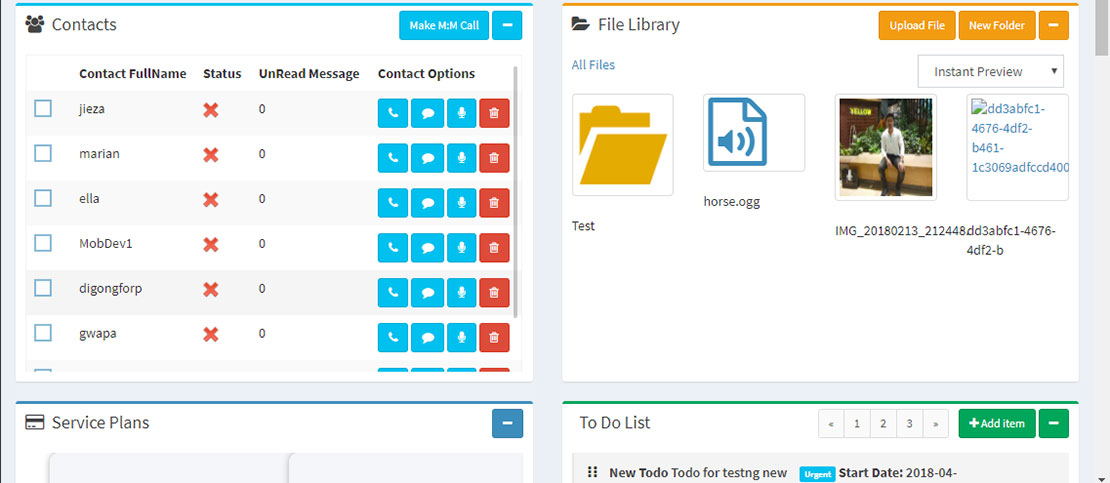 Contacts
Make M:M Call
Contact FullName Status UnRead Message Contact Options
jieza 0
marian 0
ella 0
MobDev1 0
digongforp 0
gwapa 0
File Library
Upload File New Folder
All Files
Instant Preview
YELLOW
dd3abfc1-
4676-4df2-
b461-
1c3069adfccd400
Test
horse.ogg
IMG_20180213_212448
dd3abfc1-4676-
4df2-b
Service Plans
To Do List
« 1 2 3 »
Add item
New Todo Todo for testng new Urgent Start Date: 2018-04-